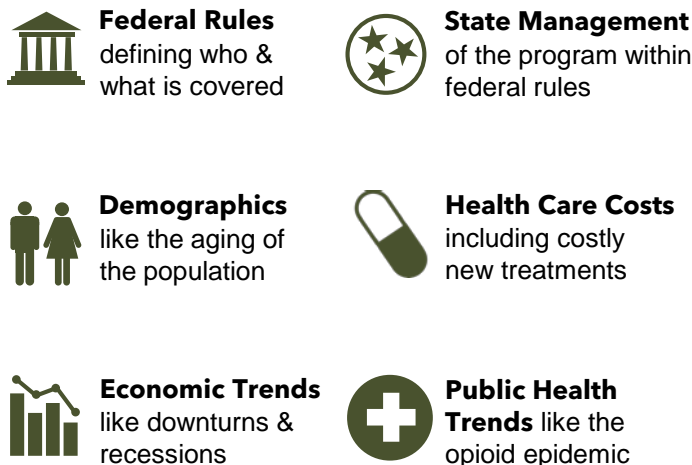 Federal Rules
defining who &
what is covered
State Management
of the program within
federal rules
Demographics
like the aging of
the population
Health Care Costs
including costly
new treatments
Economic Trends
like downturns &
recessions
Public Health
Trends like the
opioid epidemic